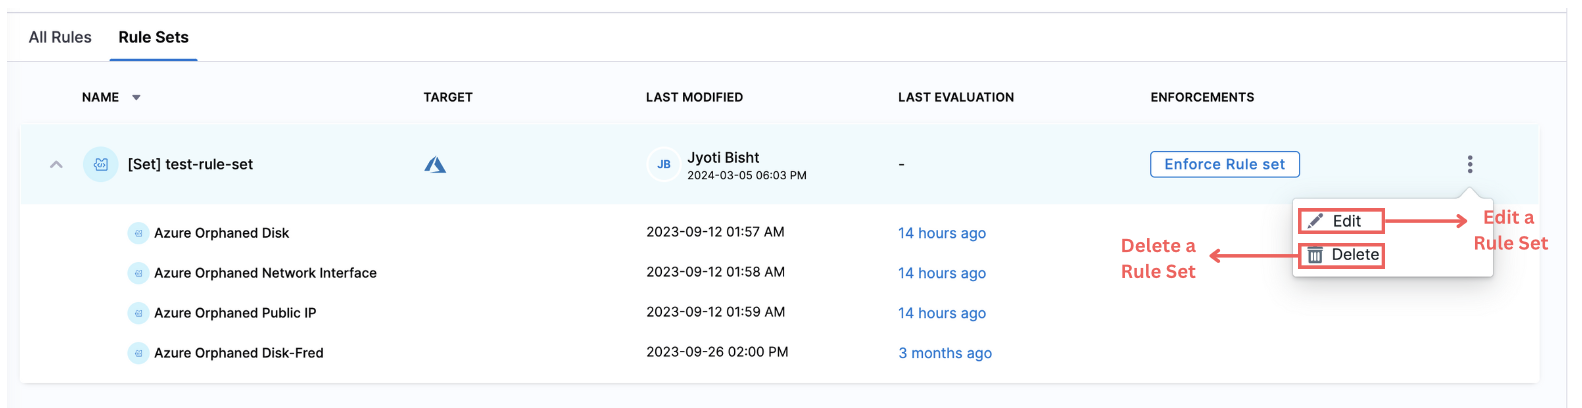 All Rules Rule Sets
NAME TARGET LAST MODIFIED LAST EVALUATION ENFORCEMENTS
[Set] test-rule-set JB Jyoti Bisht - Enforce Rule set
2024-03-05 06:03 PM
Edit
Edit a
Rule Set
Delete
Delete a
Rule Set
Azure Orphaned Disk 2023-09-12 01:57 AM 14 hours ago
Azure Orphaned Network Interface 2023-09-12 01:58 AM 14 hours ago
Azure Orphaned Public IP 2023-09-12 01:59 AM 14 hours ago
Azure Orphaned Disk-Fred 2023-09-26 02:00 PM 3 months ago